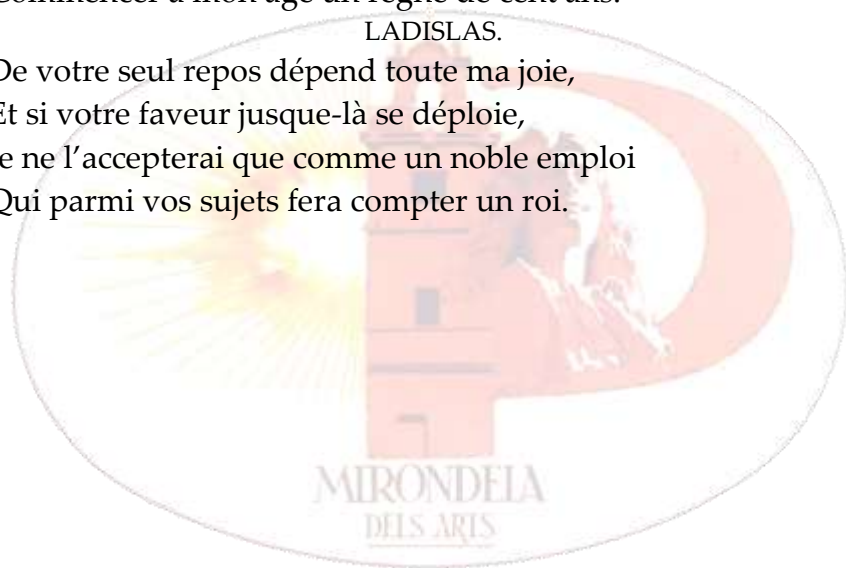 LADISLAS.
De votre seul repos dépend toute ma joie,
Et si votre faveur jusque-là se déploie,
e ne l’accepterai que comme un noble emploi
Qui parmi vos sujets fera compter un roi.
MIRONDELA
DELS ARTS